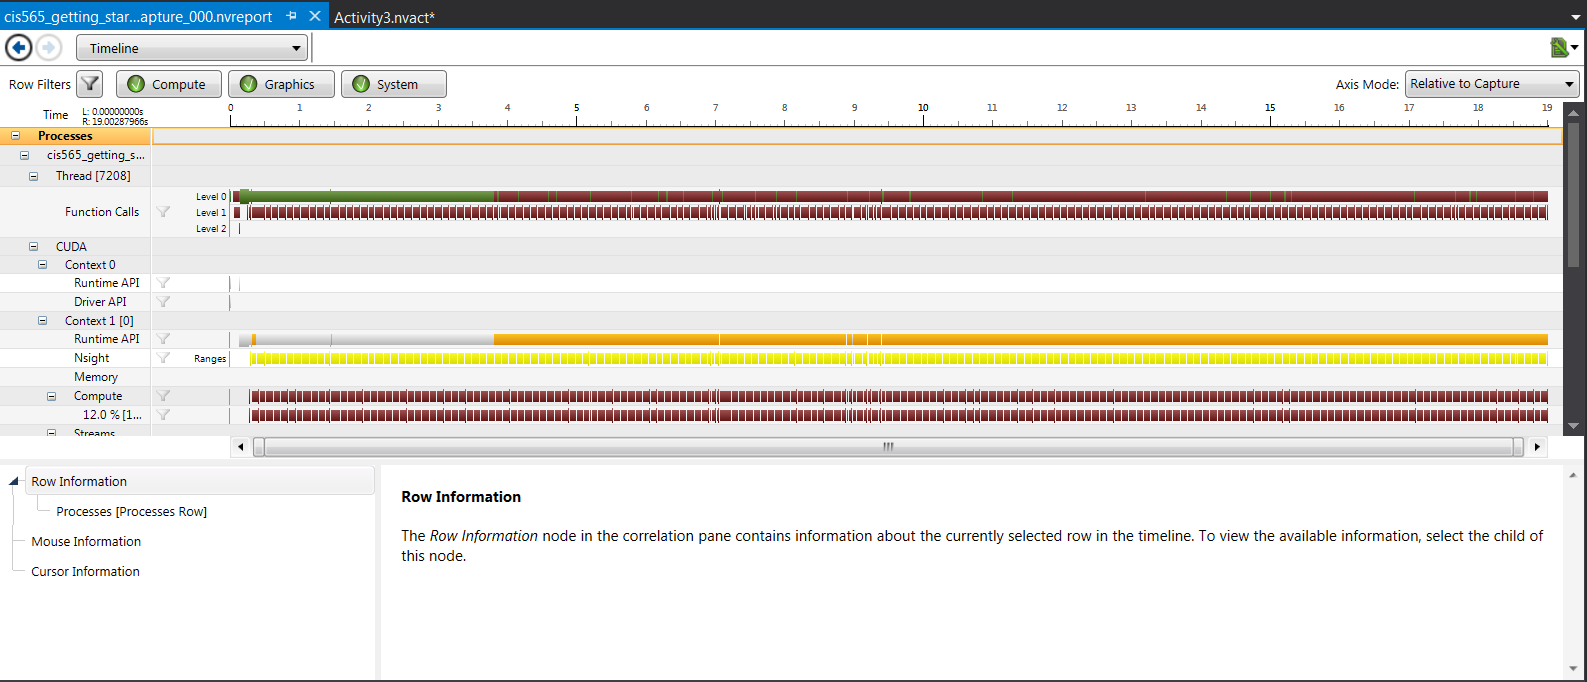 cis565_getting_star...apture_000.nvreport
Activity3.nvact*
Timeline
Row Filters
Compute
Graphics
System
Axis Mode:
Relative to Capture
Time
L: 0.00000000s
R: 19.00287966s
0 1 2 3 4 5 6 7 8 9 10 11 12 13 14 15 16 17 18 19
Processes
cis565_getting_s...
Thread [7208]
Function Calls
Level 0
Level 1
Level 2
CUDA
Context 0
Runtime API
Driver API
Context 1 [0]
Runtime API
Nsight
Ranges
Memory
Compute
12.0 % [1...
Streams
Row Information
Processes [Processes Row]
Mouse Information
Cursor Information
Row Information
The Row Information node in the correlation pane contains information about the currently selected row in the timeline. To view the available information, select the child of
this node.